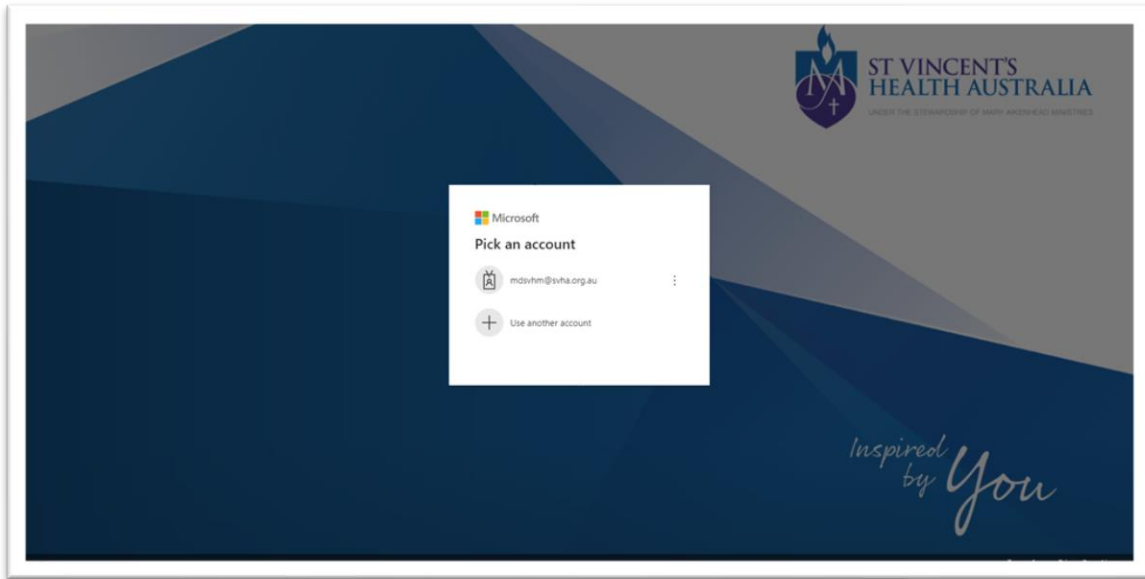 ST VINCENT'S
HEALTH AUSTRALIA
UNDER THE STEWARDSHIP OF MARY AIKENHEAD MINISTRIES
Microsoft
Pick an account
mdsvhm@svha.org.au
Use another account
Inspired
by You